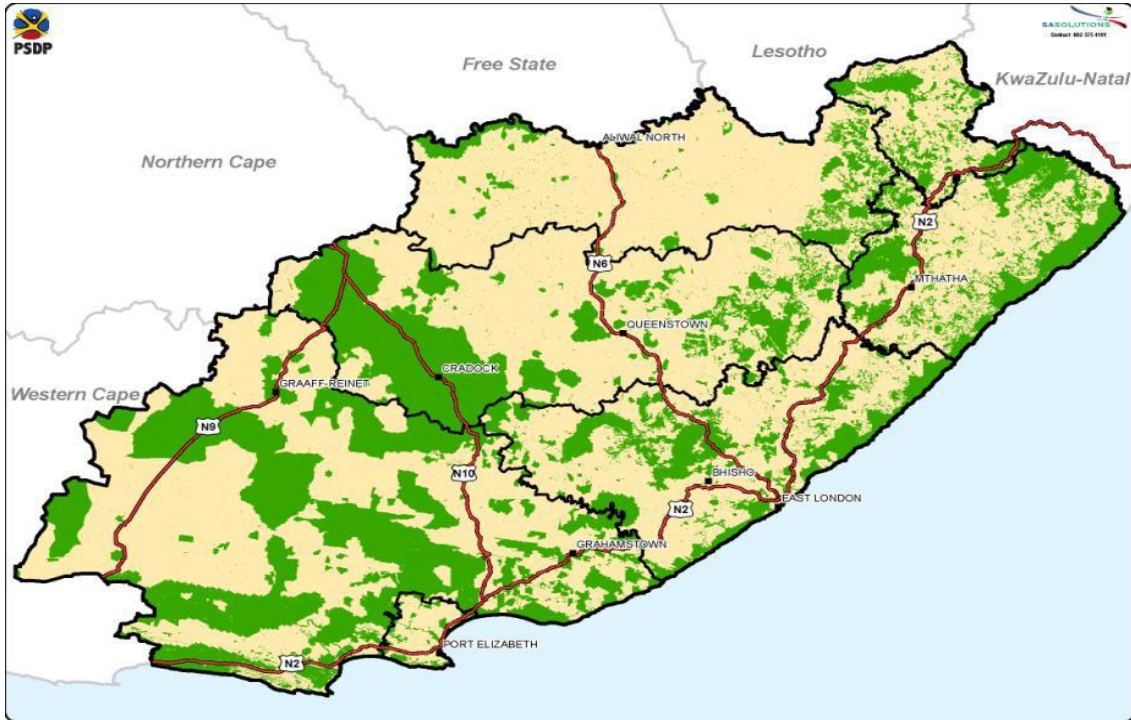 PSDP
SASOLUTIONS
Free State
Lesotho
KwaZulu-Natal
Northern Cape
ALIWAL NORTH
N2
N6
MTHATHA
QUEENSTOWN
CRADOCK
GRAAFF-REINET
Western Cape
N9
N10
BHISHO
EAST LONDON
N2
GRAHAMSTOWN
PORT ELIZABETH
N2